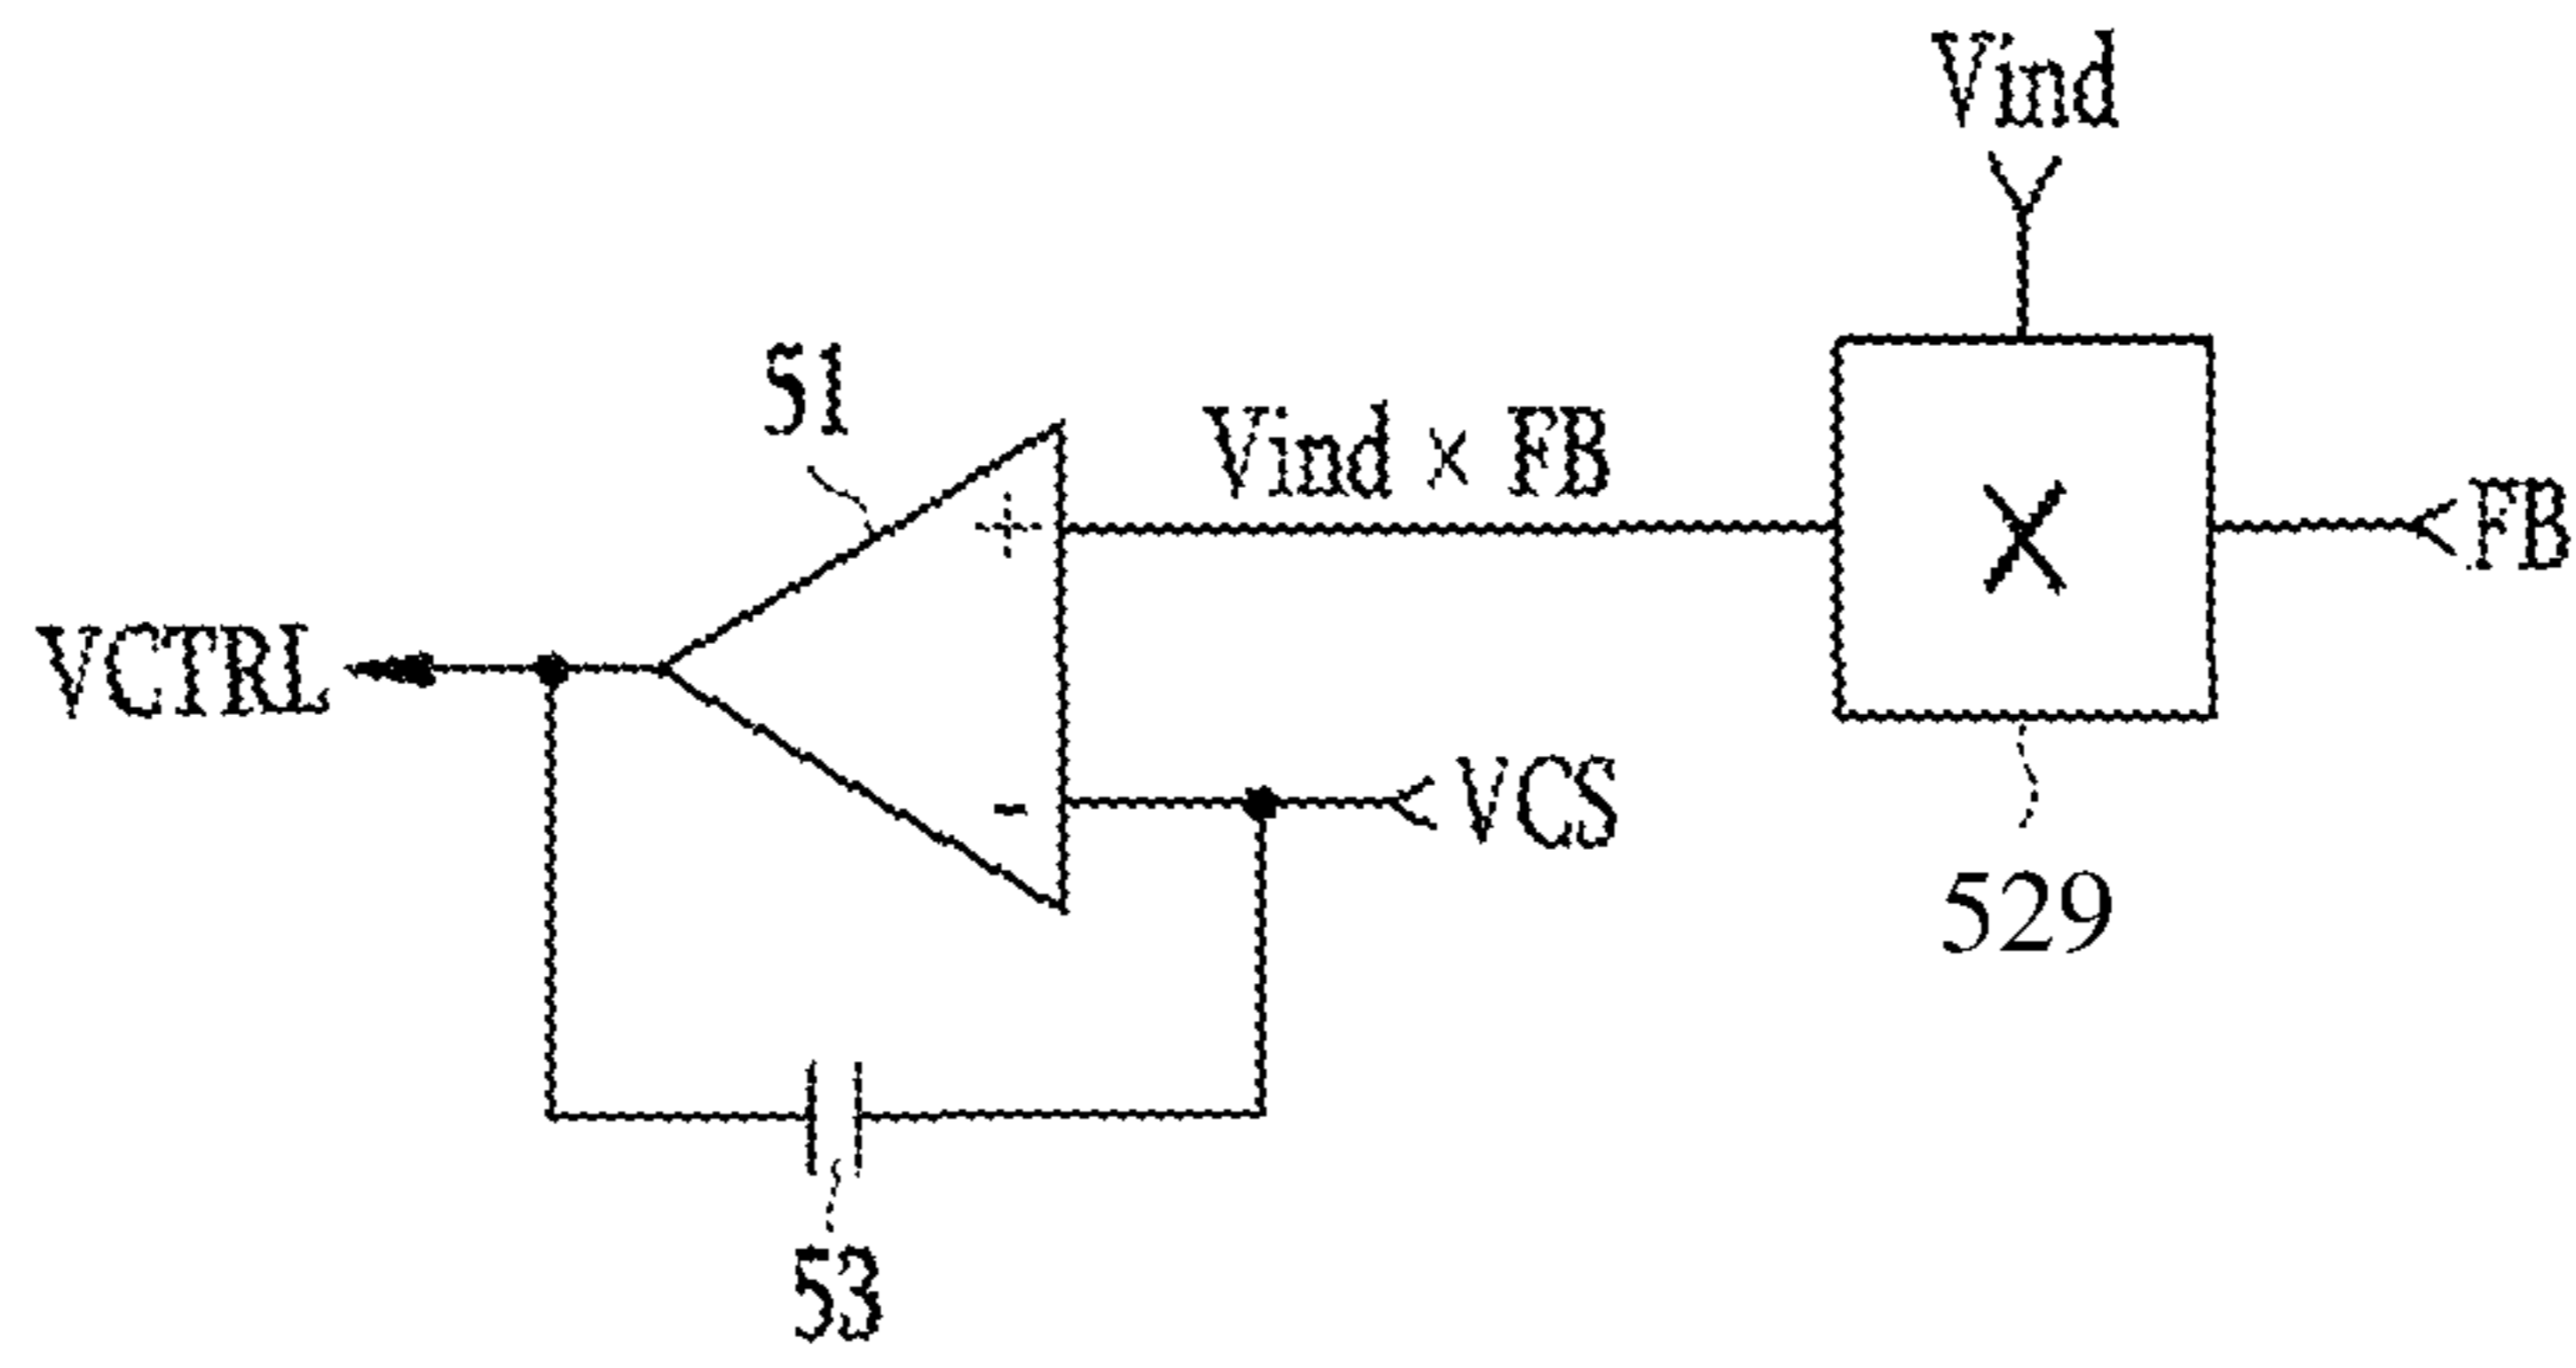 Vind
51
Vind × FB
FB
×
+
VCTRL
-
VCS
529
53